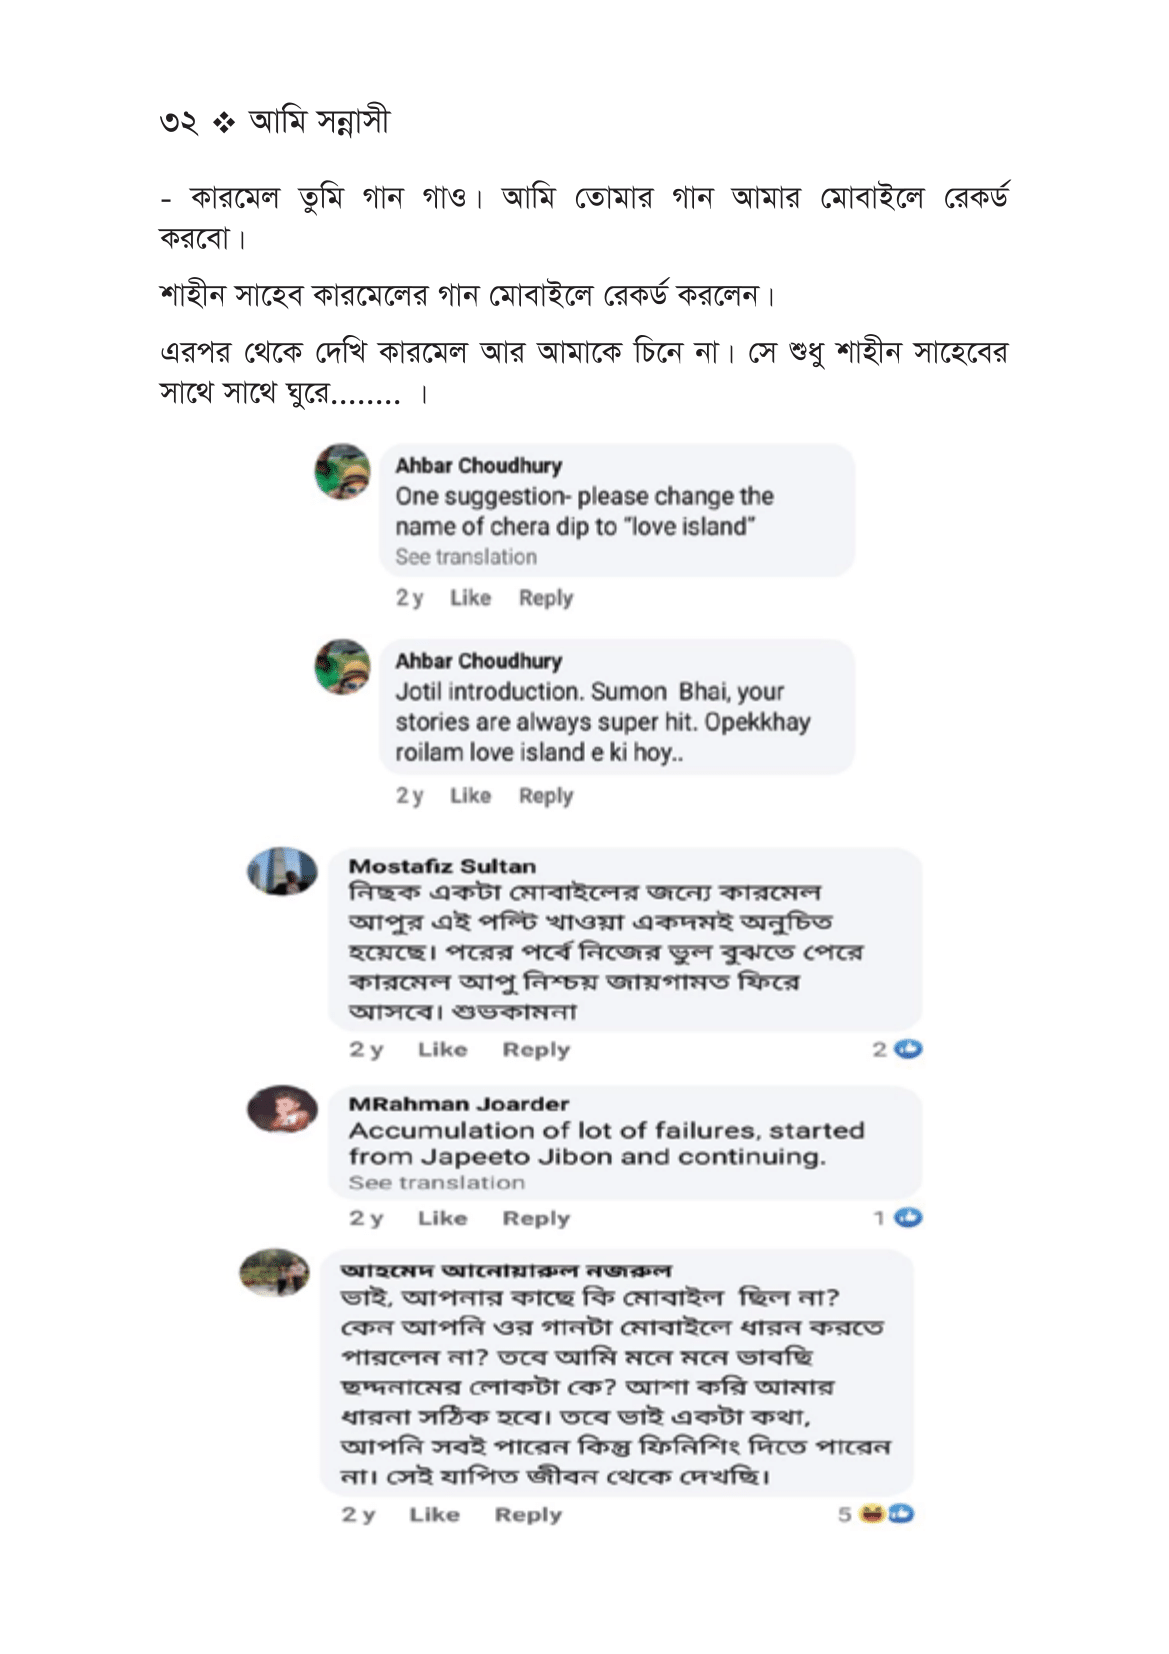 ৩২ ❖ আমি সন্নাসী
- কারমেল তুমি গান গাও। আমি তোমার গান আমার মোবাইলে রেকর্ড
করবো।
শাহীন সাহেব কারমেলের গান মোবাইলে রেকর্ড করলেন।
এরপর থেকে দেখি কারমেল আর আমাকে চিনে না। সে শুধু শাহীন সাহেবের
সাথে সাথে ঘুরে........ ।
Ahbar Choudhury
One suggestion- please change the
name of chera dip to “love island”
See translation
2 y Like Reply
Ahbar Choudhury
Jotil introduction. Sumon Bhai, your
stories are always super hit. Opekkhay
roilam love island e ki hoy..
2 y Like Reply
Mostafiz Sultan
নিছক একটা মোবাইলের জন্যে কারমেল
আপুর এই পল্টি খাওয়া একদমই অনুচিত
হয়েছে। পরের পর্বে নিজের ভুল বুঝতে পেরে
কারমেল আপু নিশ্চয় জায়গামত ফিরে
আসবে। শুভকামনা
2 y Like Reply 2
MRahman Joarder
Accumulation of lot of failures, started
from Japeeto Jibon and continuing.
See translation
2 y Like Reply 1
আহমেদ আনোয়ারুল নজরুল
ভাই, আপনার কাছে কি মোবাইল ছিল না?
কেন আপনি ওর গানটা মোবাইলে ধারন করতে
পারলেন না? তবে আমি মনে মনে ভাবছি
ছদ্দনামের লোকটা কে? আশা করি আমার
ধারনা সঠিক হবে। তবে ভাই একটা কথা,
আপনি সবই পারেন কিন্তু ফিনিশিং দিতে পারেন
না। সেই যাপিত জীবন থেকে দেখছি।
2 y Like Reply 5